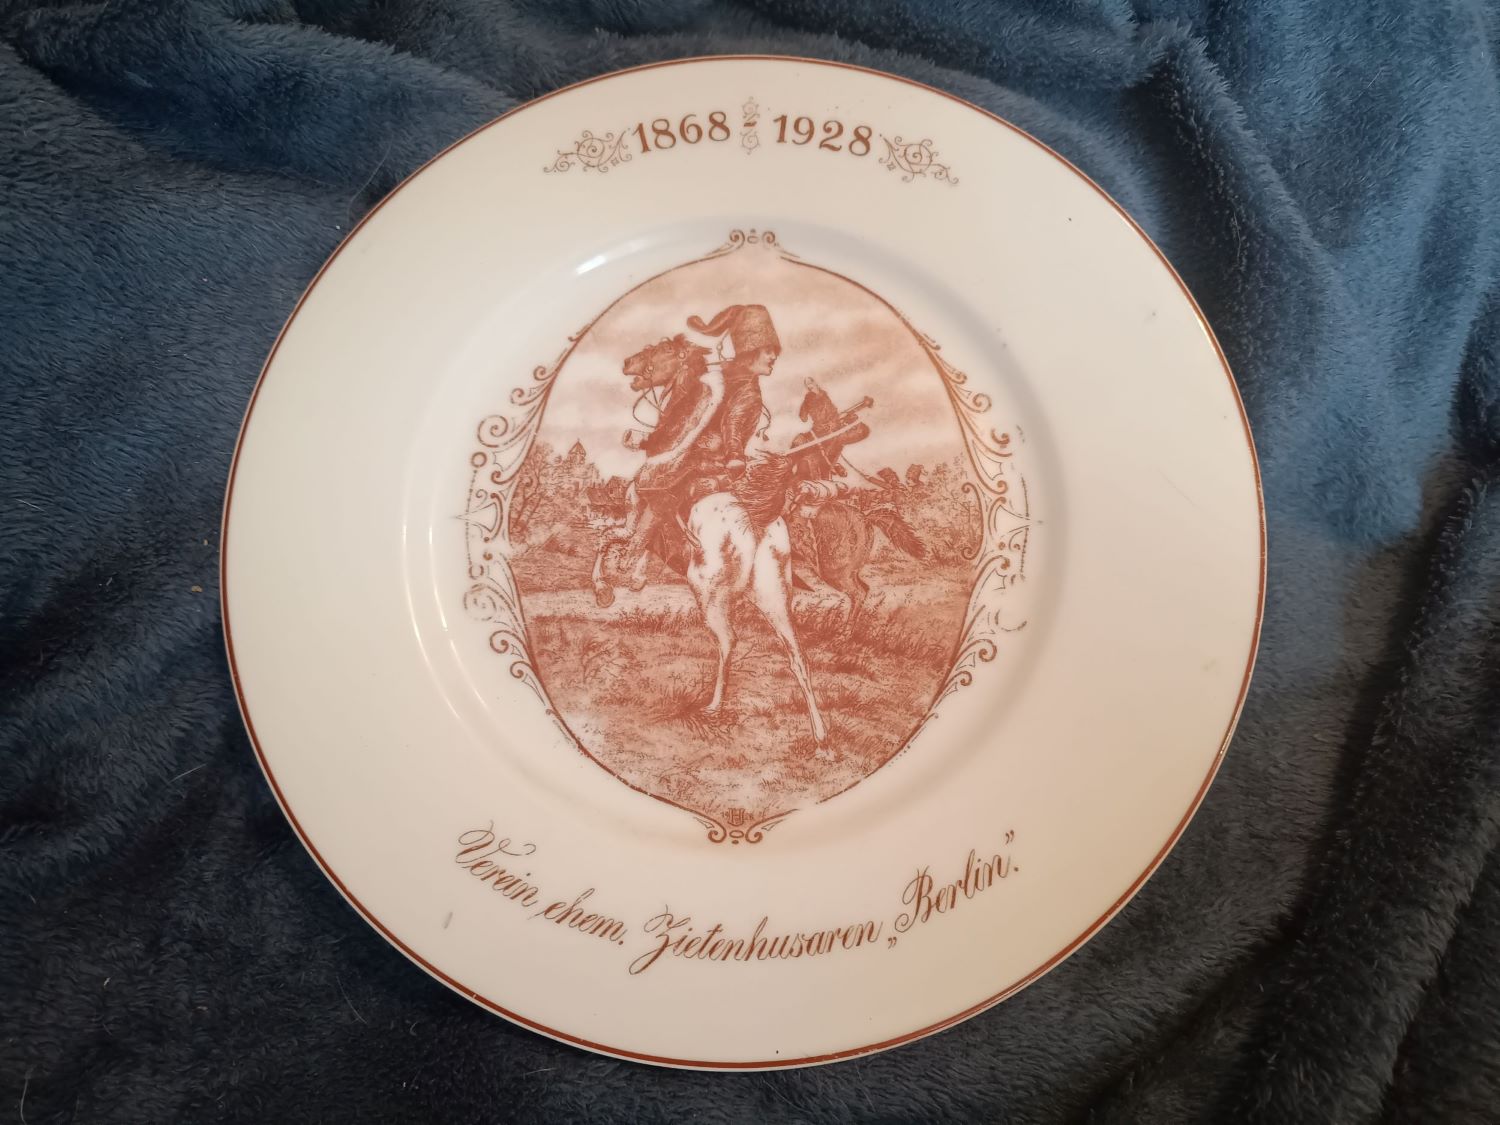 1868 - 1928
Verein ehem. Zietenhusaren „Berlin”.